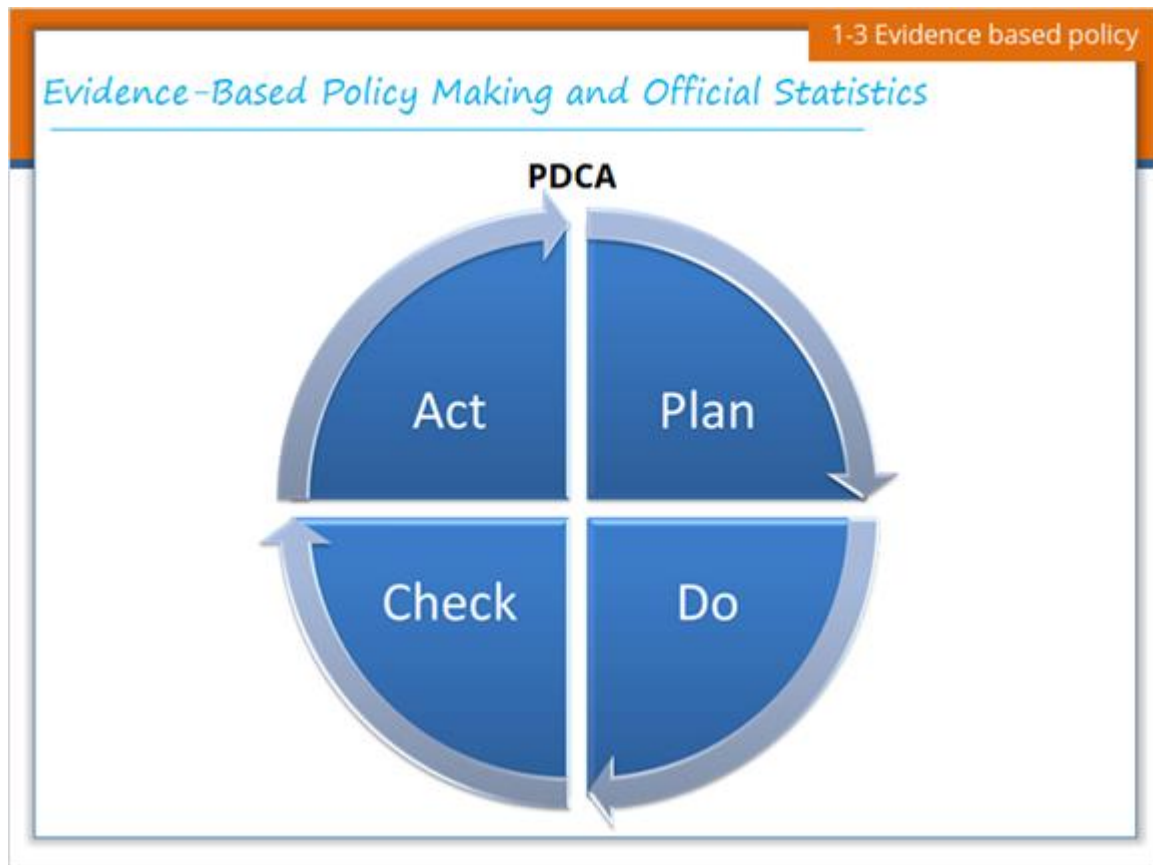 1-3 Evidence based policy
Evidence-Based Policy Making and Official Statistics
PDCA
Act
Plan
Check
Do